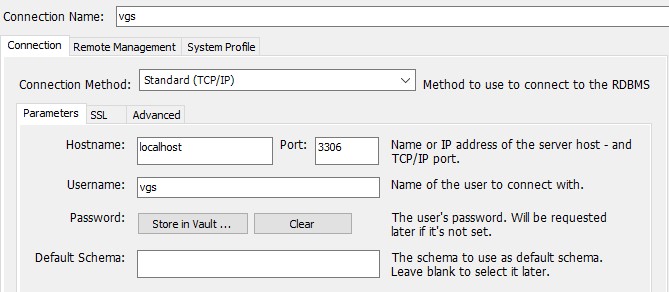 Connection Name: vgs
Connection Remote Management System Profile
Connection Method: Standard (TCP/IP) Method to use to connect to the RDBMS
Parameters SSL Advanced
Hostname: localhost Port: 3306 Name or IP address of the server host - and
TCP/IP port.
Username: vgs Name of the user to connect with.
Password: Store in Vault ... Clear The user's password. Will be requested
later if it's not set.
Default Schema: The schema to use as default schema.
Leave blank to select it later.